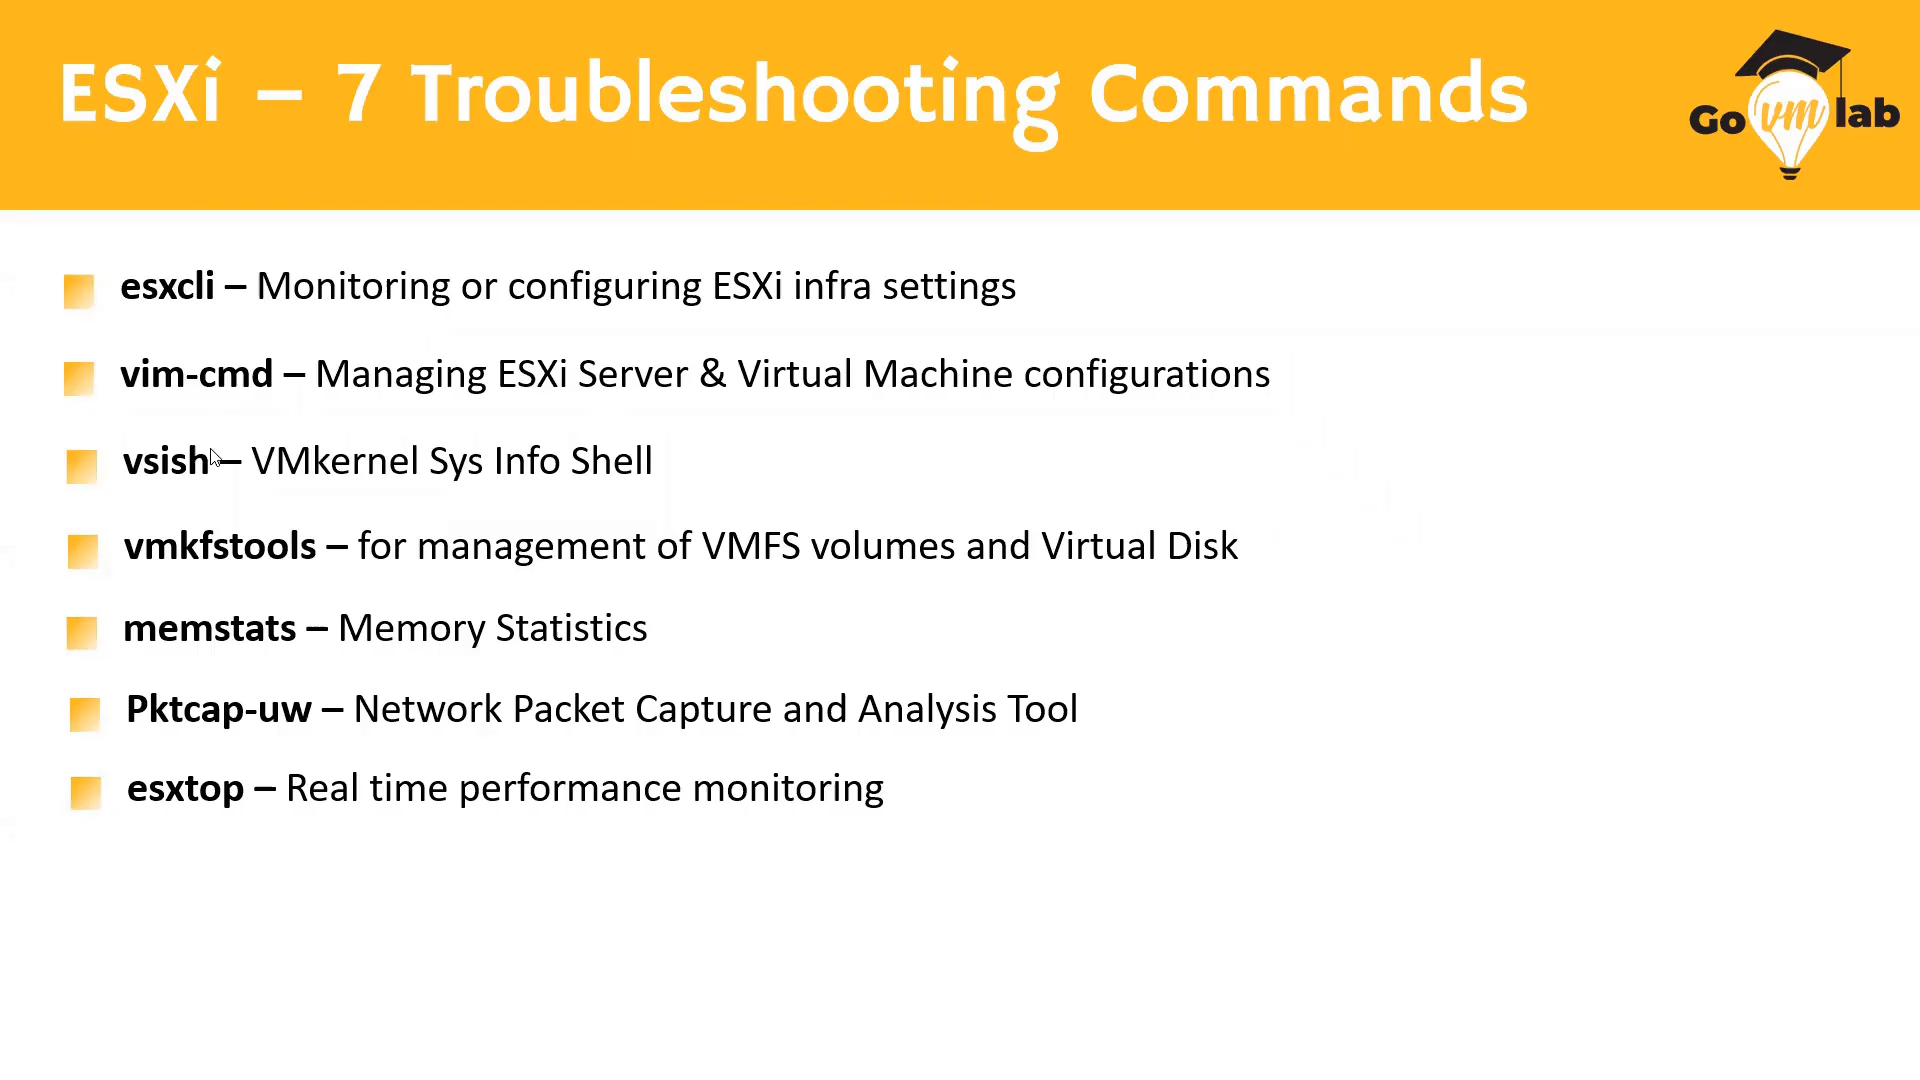 ESXi – 7 Troubleshooting Commands
Go vm lab
esxcli – Monitoring or configuring ESXi infra settings
vim-cmd – Managing ESXi Server & Virtual Machine configurations
vsish – VMkernel Sys Info Shell
vmkfstools – for management of VMFS volumes and Virtual Disk
memstats – Memory Statistics
Pktcap-uw – Network Packet Capture and Analysis Tool
esxtop – Real time performance monitoring